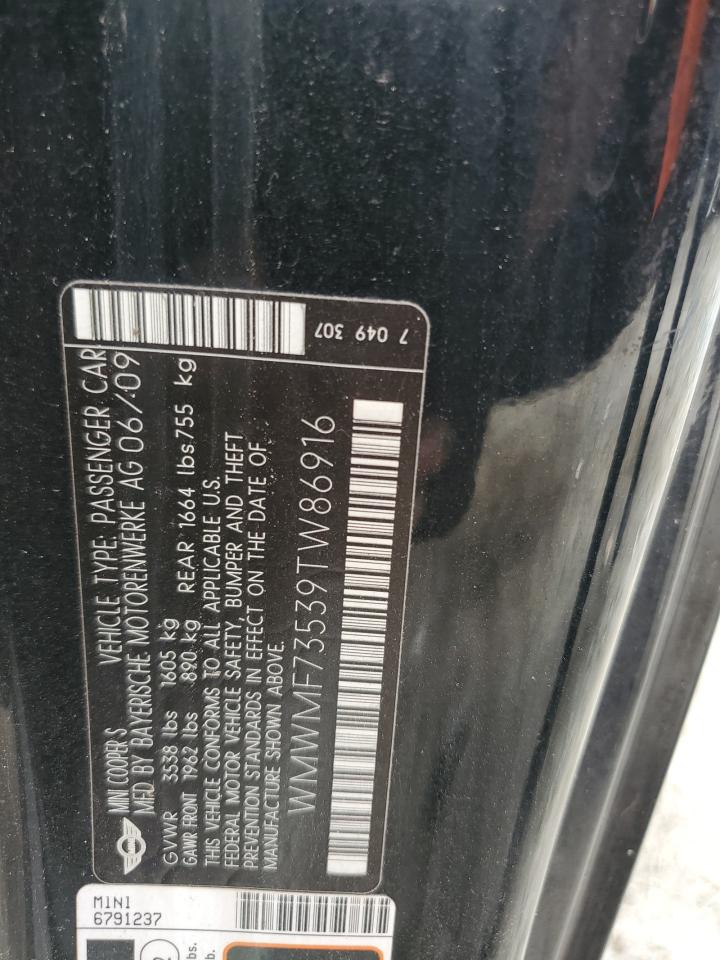 MINI COOPER S VEHICLE TYPE: PASSENGER CAR
MFD BY BAYERISCHE MOTORENWERKE AG 06/09
GVWR 3538 lbs 1605 kg
GAWR FRONT 1962 lbs 890 kg REAR 1664 lbs 755 kg
THIS VEHICLE CONFORMS TO ALL APPLICABLE U.S.
FEDERAL MOTOR VEHICLE SAFETY, BUMPER AND THEFT
PREVENTION STANDARDS IN EFFECT ON THE DATE OF
MANUFACTURE SHOWN ABOVE.
WMWMF73539TW86916
7 049 307
MINI
6791237
lbs.